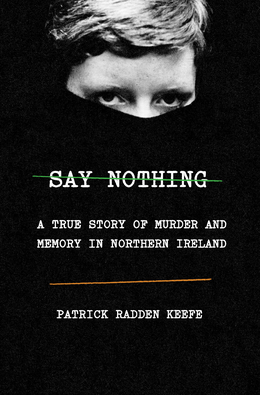 SAY NOTHING
A TRUE STORY OF MURDER AND
MEMORY IN NORTHERN IRELAND
PATRICK RADDEN KEEFE